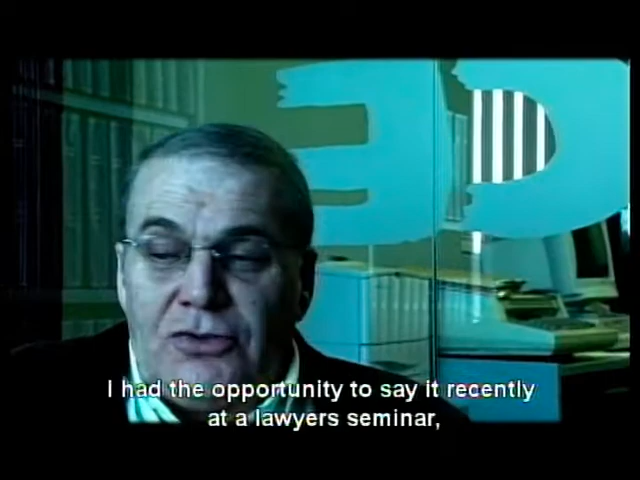 I had the opportunity to say it recently
at a lawyers seminar,